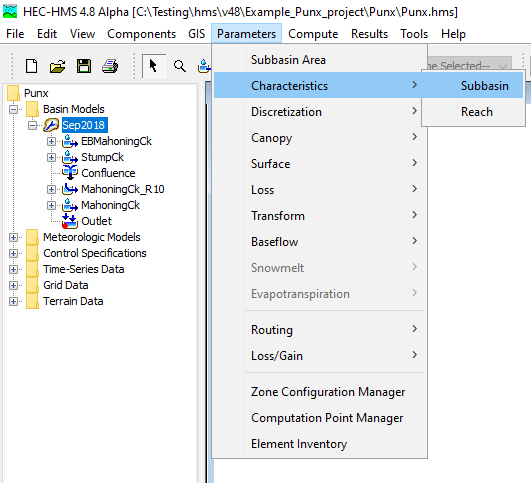 HEC-HMS 4.8 Alpha [C:\Testing\hms\v48\Example_Punx_project\Punx\Punx.hms]
File Edit View Components GIS Parameters Compute Results Tools Help
Subbasin Area
ne Selected--
Characteristics
Subbasin
Discretization
Reach
Canopy
Surface
Loss
Transform
Baseflow
Snowmelt
Evapotranspiration
Routing
Loss/Gain
Zone Configuration Manager
Computation Point Manager
Element Inventory
Punx
Basin Models
Sep2018
EBMahoningCk
StumpCk
Confluence
MahoningCk_R10
MahoningCk
Outlet
Meteorologic Models
Control Specifications
Time-Series Data
Grid Data
Terrain Data